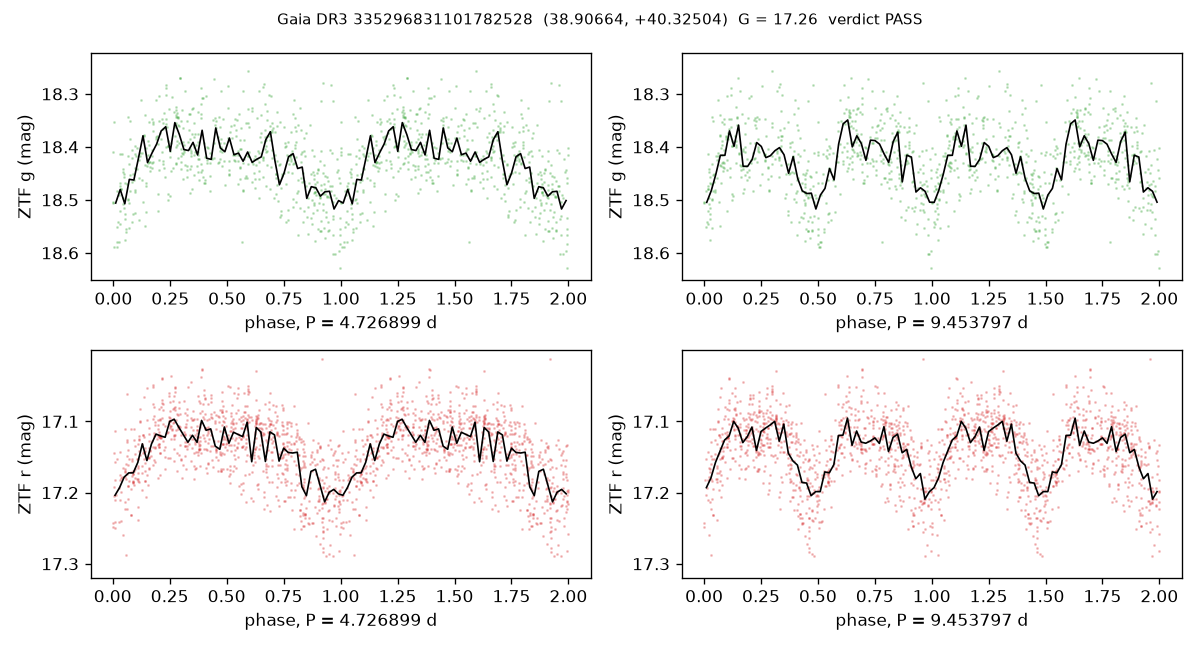 Gaia DR3 335296831101782528  (38.90664, +40.32504)  G = 17.26  verdict PASS
ZTF g (mag)
18.3
18.4
18.5
18.6
0.00 0.25 0.50 0.75 1.00 1.25 1.50 1.75 2.00
phase, P = 4.726899 d
ZTF g (mag)
18.3
18.4
18.5
18.6
0.00 0.25 0.50 0.75 1.00 1.25 1.50 1.75 2.00
phase, P = 9.453797 d
ZTF r (mag)
17.1
17.2
17.3
0.00 0.25 0.50 0.75 1.00 1.25 1.50 1.75 2.00
phase, P = 4.726899 d
ZTF r (mag)
17.1
17.2
17.3
0.00 0.25 0.50 0.75 1.00 1.25 1.50 1.75 2.00
phase, P = 9.453797 d